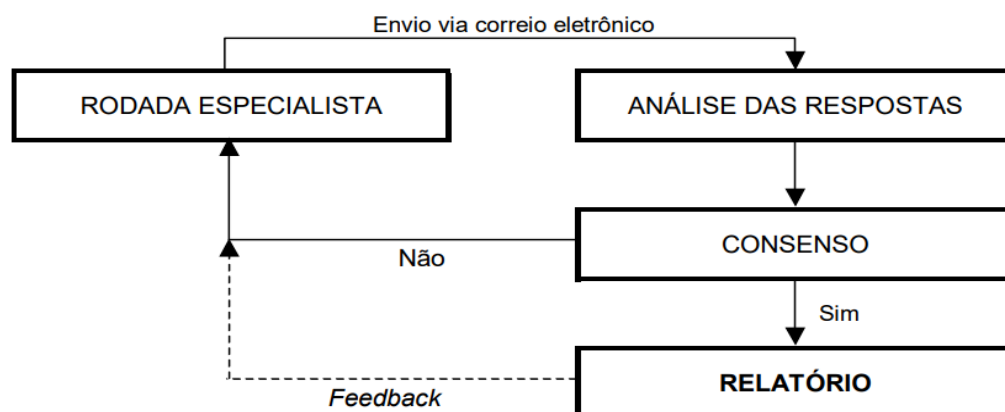 Envio via correio eletrônico
RODADA ESPECIALISTA
ANÁLISE DAS RESPOSTAS
CONSENSO
Não
Sim
RELATÓRIO
Feedback